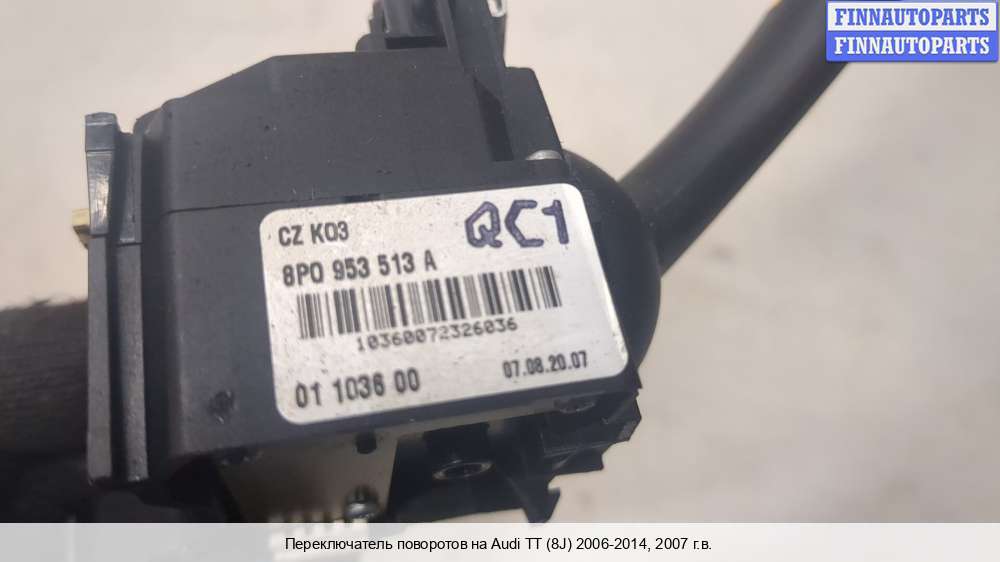 FINNAUTOPARTS
FINNAUTOPARTS
CZ K03
QC1
8P0 953 513 A
10360072326036
01 1036 00
07.08.20.07
Переключатель поворотов на Audi TT (8J) 2006-2014, 2007 г.в.